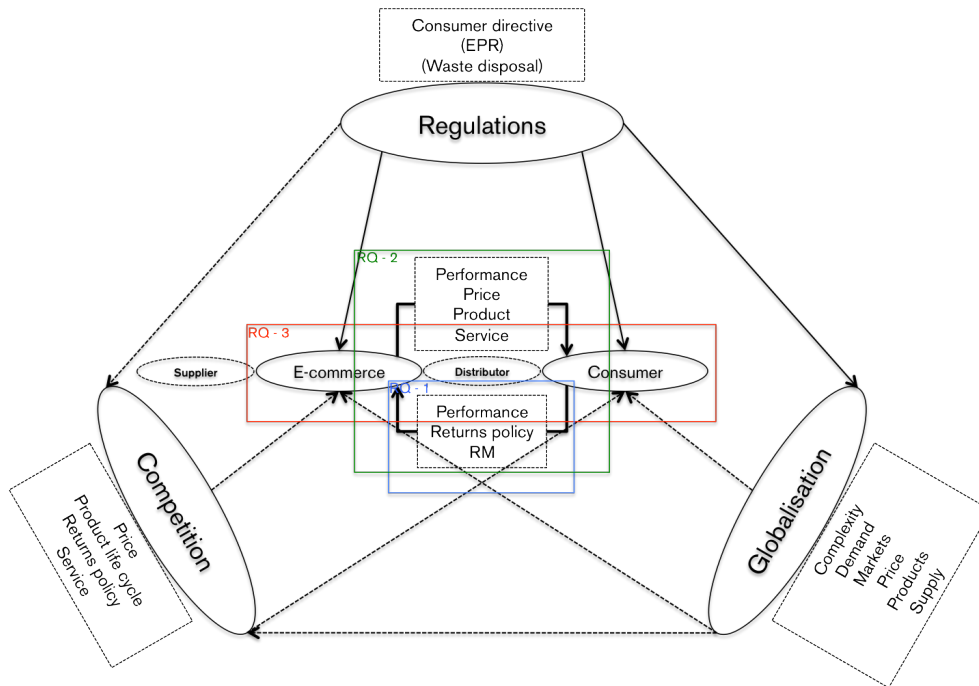 Consumer directive
(EPR)
(Waste disposal)
Regulations
RQ - 2
Performance
Price
Product
Service
RQ - 3
Supplier
E-commerce
Distributor
Consumer
RQ - 1
Performance
Returns policy
RM
Competition
Price
Product life cycle
Returns policy
Service
Globalisation
Complexity
Demand
Markets
Price
Products
Supply